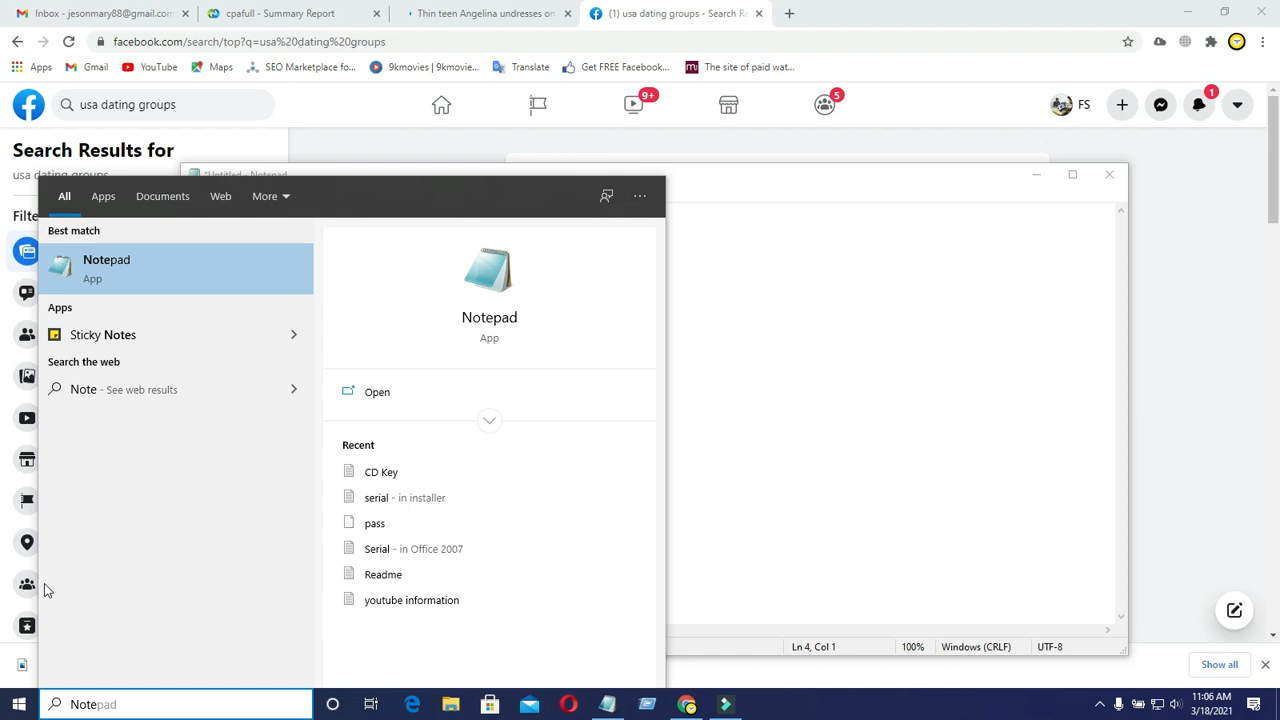 Inbox - jesonmary88@gmail.com
cpafull - Summary Report
Thin teen Angelina undresses on
(1) usa dating groups - Search Re
facebook.com/search/top?q=usa%20dating%20groups
Apps
Gmail
YouTube
Maps
SEO Marketplace fo...
9kmovies | 9kmovie...
Translate
Get FREE Facebook...
The site of paid wat...
usa dating groups
9+
5
FS
1
Search Results for
usa dating groups
*Untitled - Notepad
Filte
All
Apps
Documents
Web
More
Best match
Notepad
App
Apps
Sticky Notes
Search the web
Note - See web results
Notepad
App
Open
Recent
CD Key
serial - in installer
pass
Serial - in Office 2007
Readme
youtube information
Ln 4, Col 1
100%
Windows (CRLF)
UTF-8
Show all
Notepad
11:06 AM
3/18/2021